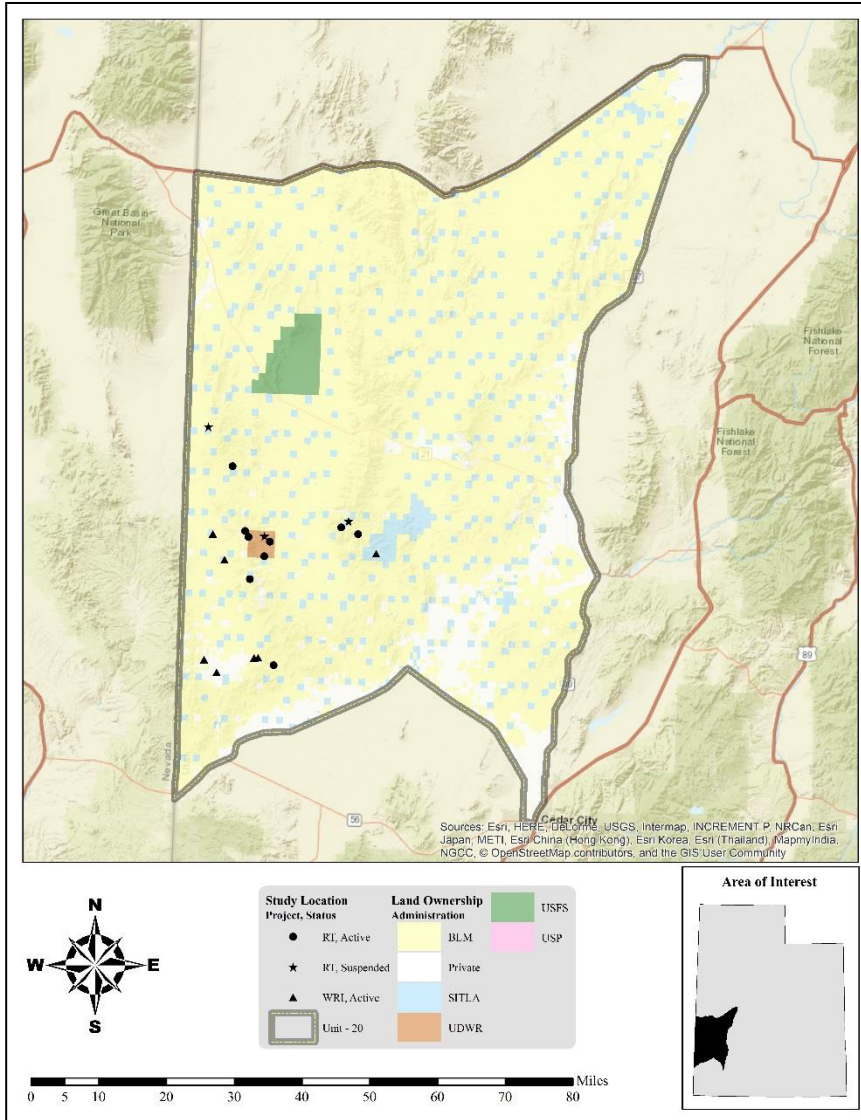 Great Basin
National
Park
Fishlake
National
Forest
Fishlake
National
Forest
21
89
Nevada
56
Cedar City
Sources: Esri, HERE, DeLorme, USGS, Intermap, INCREMENT P, NRCan, Esri
Japan, METI, Esri China (Hong Kong), Esri Korea, Esri (Thailand), MapmyIndia,
NGCC, © OpenStreetMap contributors, and the GIS User Community
N
W E
S
Study Location
Project, Status
RT, Active
RT, Suspended
WRI, Active
Unit - 20
Land Ownership
Administration
BLM
Private
SITLA
UDWR
USFS
USP
Area of Interest
Miles
0 5 10 20 30 40 50 60 70 80